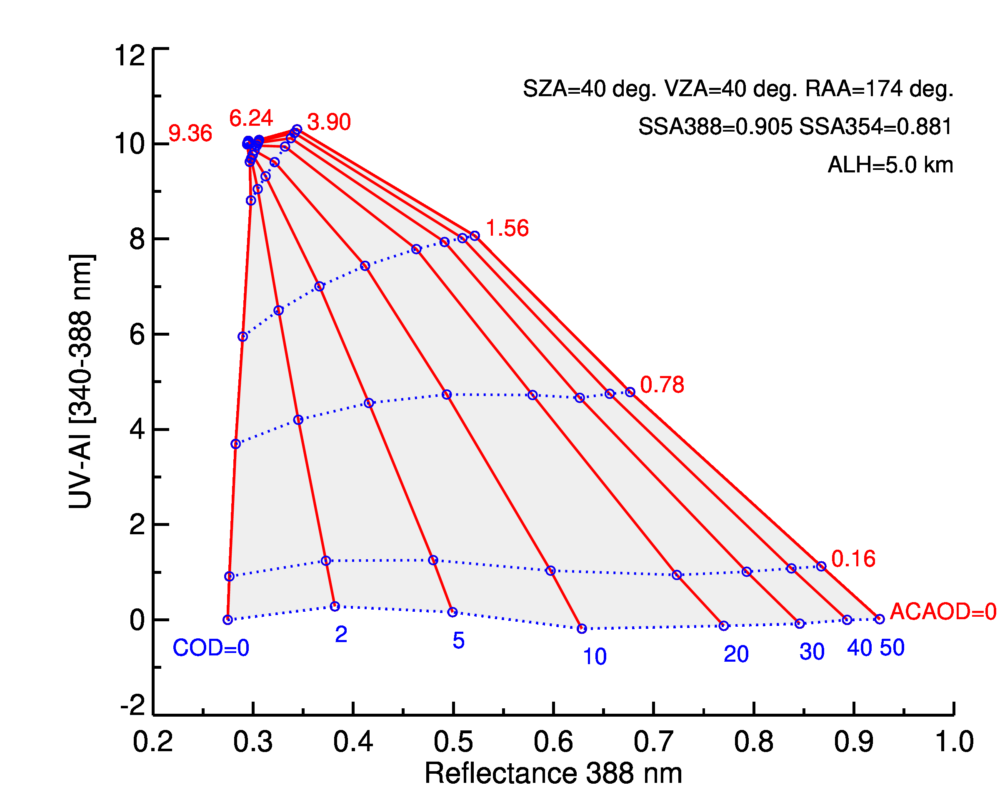 12
10
8
6
4
2
0
-2
UV-AI [340-388 nm]
SZA=40 deg. VZA=40 deg. RAA=174 deg.
SSA388=0.905 SSA354=0.881
ALH=5.0 km
9.36
6.24
3.90
1.56
0.78
0.16
ACAOD=0
COD=0
2
5
10
20
30
40 50
0.2 0.3 0.4 0.5 0.6 0.7 0.8 0.9 1.0
Reflectance 388 nm